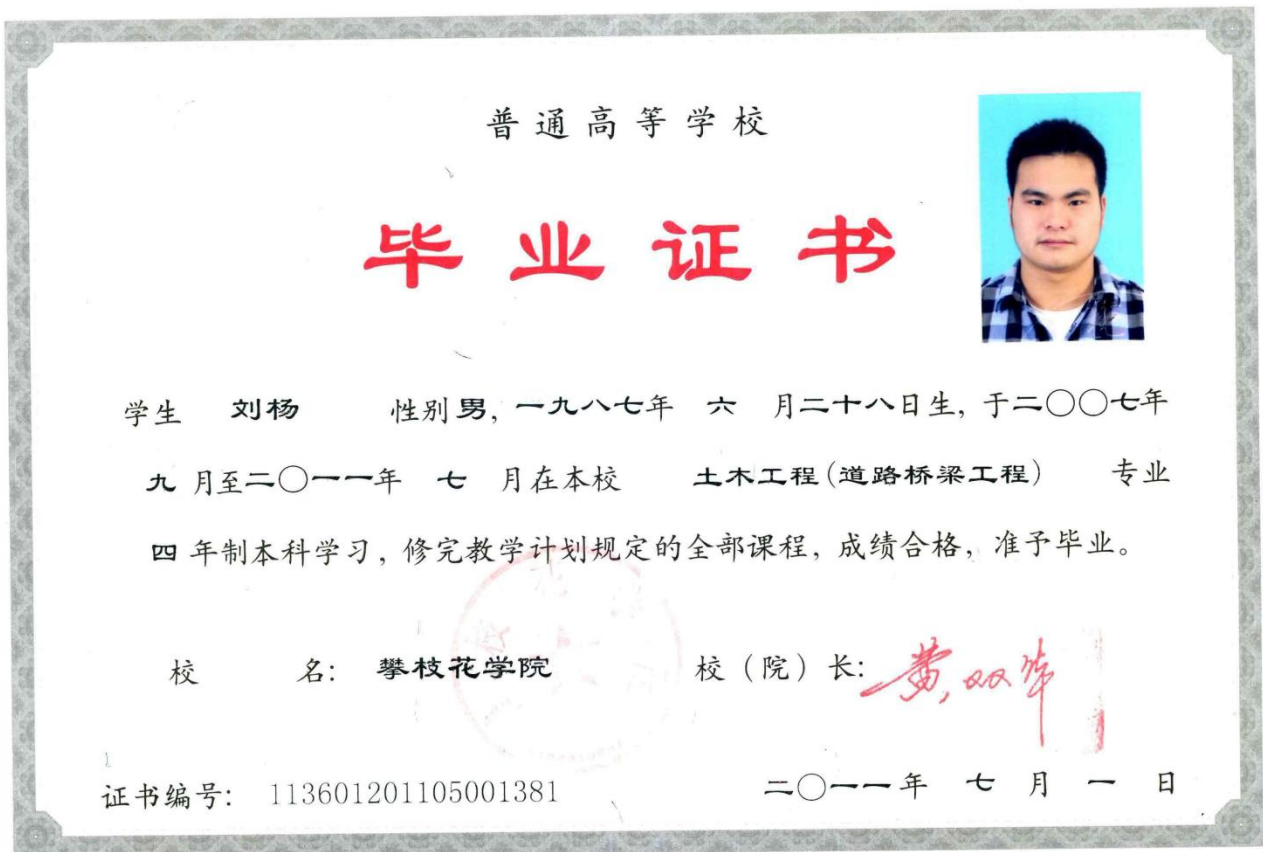 普通高等学校
毕业证书
学生 刘杨 性别男，一九八七年 六 月二十八日生，于二〇〇七年
九 月至二〇一一年 七 月在本校 土木工程（道路桥梁工程） 专业
四 年制本科学习，修完教学计划规定的全部课程，成绩合格，准予毕业。
校 名： 攀枝花学院 校（院）长：黄双华
证书编号： 113601201105001381 二〇一一年 七 月 一 日